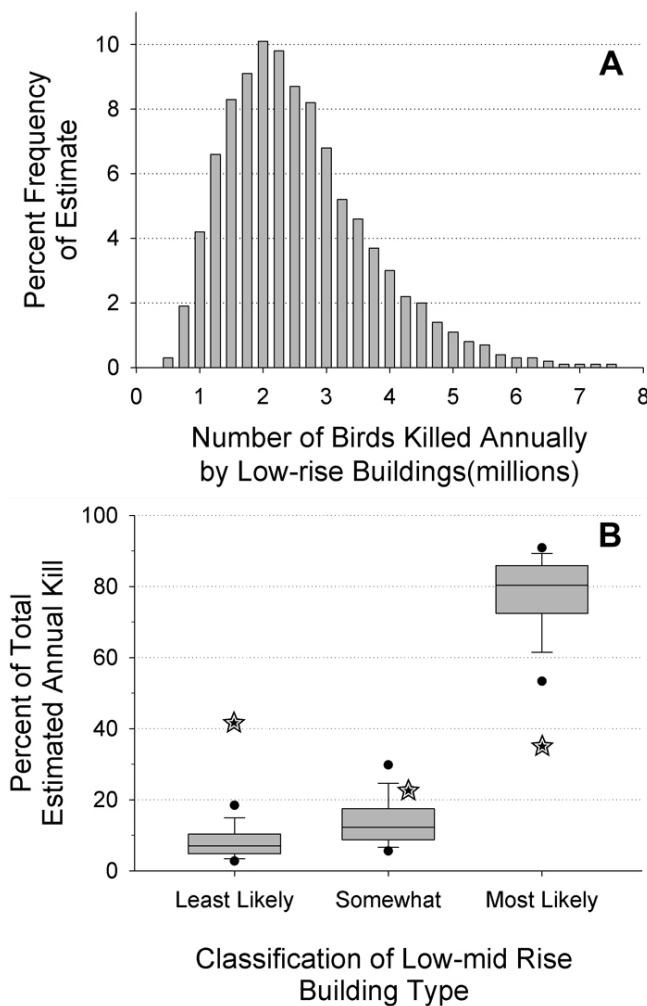 A
Percent Frequency
of Estimate
10
8
6
4
2
0
0 1 2 3 4 5 6 7 8
Number of Birds Killed Annually
by Low-rise Buildings(millions)
B
Percent of Total
Estimated Annual Kill
100
80
60
40
20
0
Least Likely Somewhat Most Likely
Classification of Low-mid Rise
Building Type